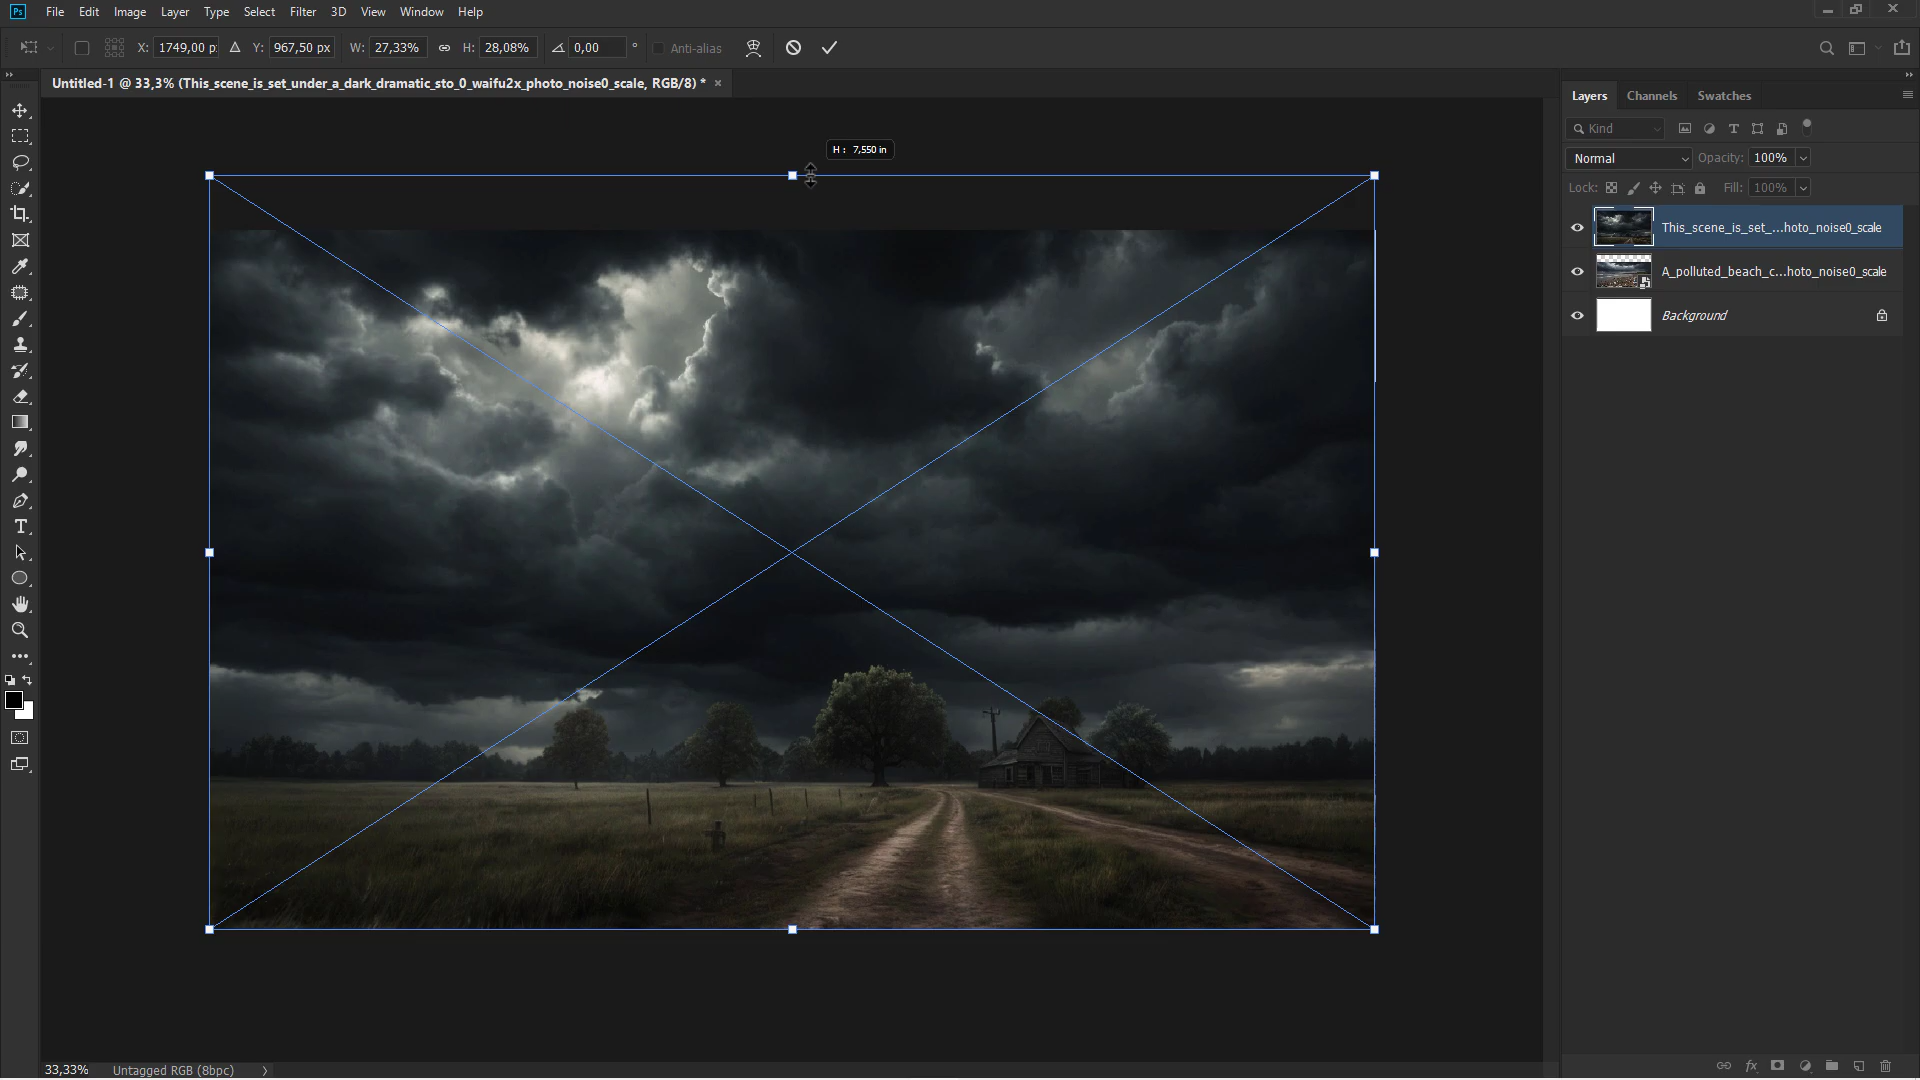 Ps File Edit Image Layer Type Select Filter 3D View Window Help
X: 1749,00 p Y: 967,50 px W: 27,33% H: 28,08% 0,00 ° Anti-alias
Untitled-1 @ 33,3% (This_scene_is_set_under_a_dark_dramatic_sto_0_waifu2x_photo_noise0_scale, RGB/8) * ×
H : 7,550 in
Layers Channels Swatches
Kind
Normal Opacity: 100%
Lock: Fill: 100%
This_scene_is_set_...hoto_noise0_scale
A_polluted_beach_c...hoto_noise0_scale
Background
fx
33,33% Untagged RGB (8bpc)